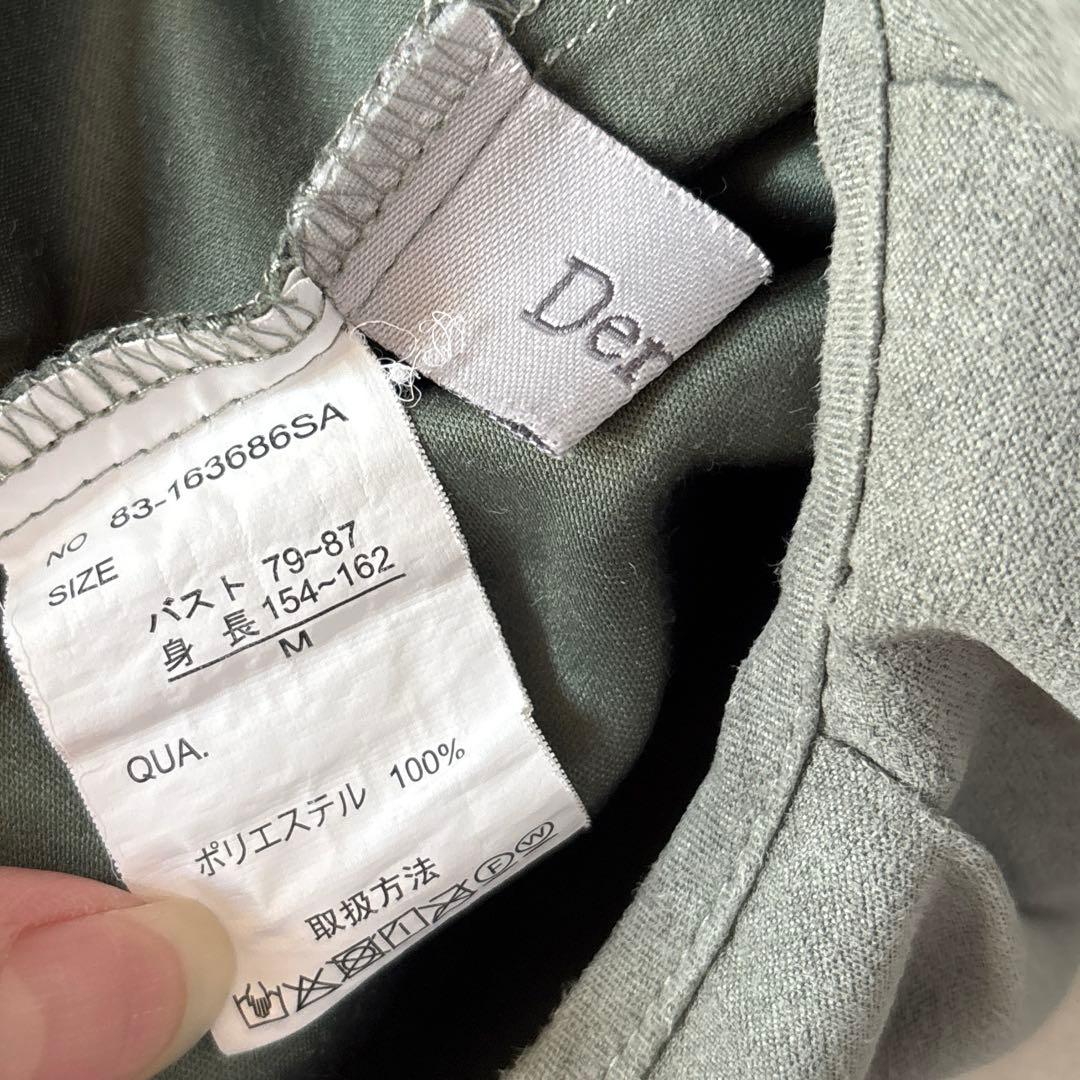 Der
NO 83-163686SA
SIZE
バスト 79~87
身 長 154~162
M
QUA.
ポリエステル 100%
取扱方法
F W